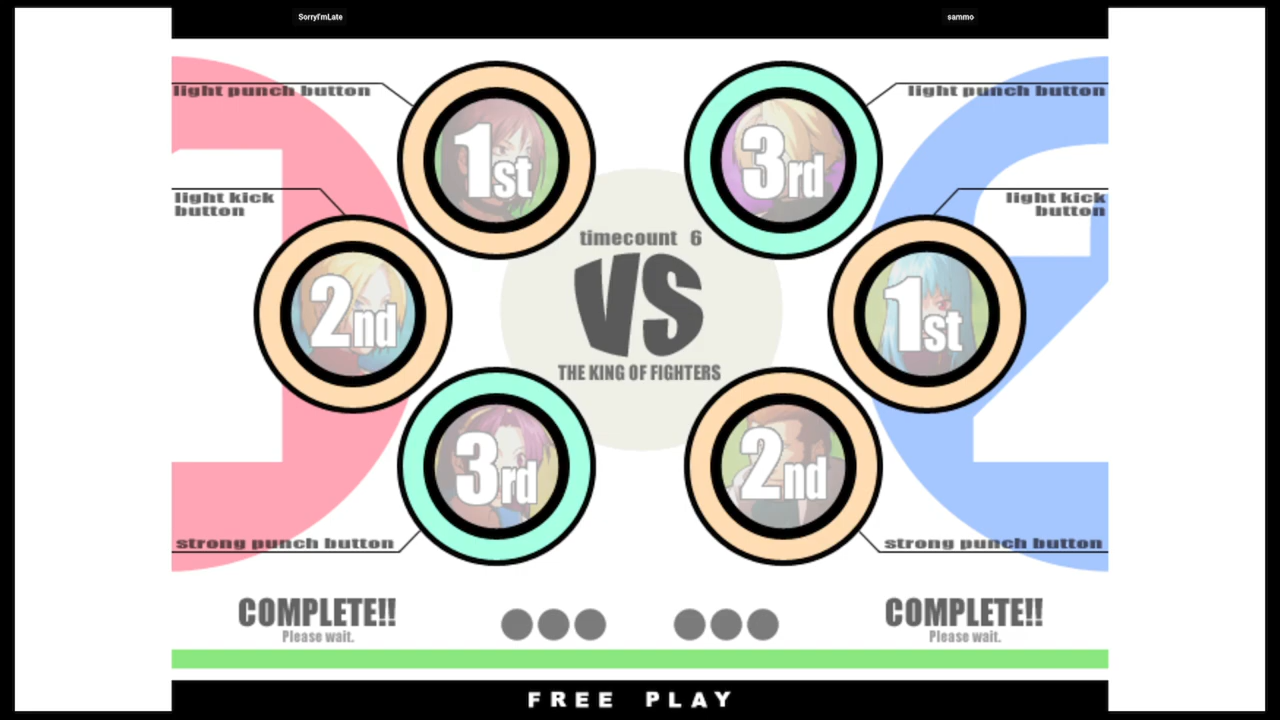 SorryI'mLate
sammo
light punch button
light punch button
1st
3rd
light kick
button
light kick
button
timecount 6
VS
2nd
1st
THE KING OF FIGHTERS
3rd
2nd
strong punch button
strong punch button
COMPLETE!!
Please wait.
COMPLETE!!
Please wait.
FREE PLAY